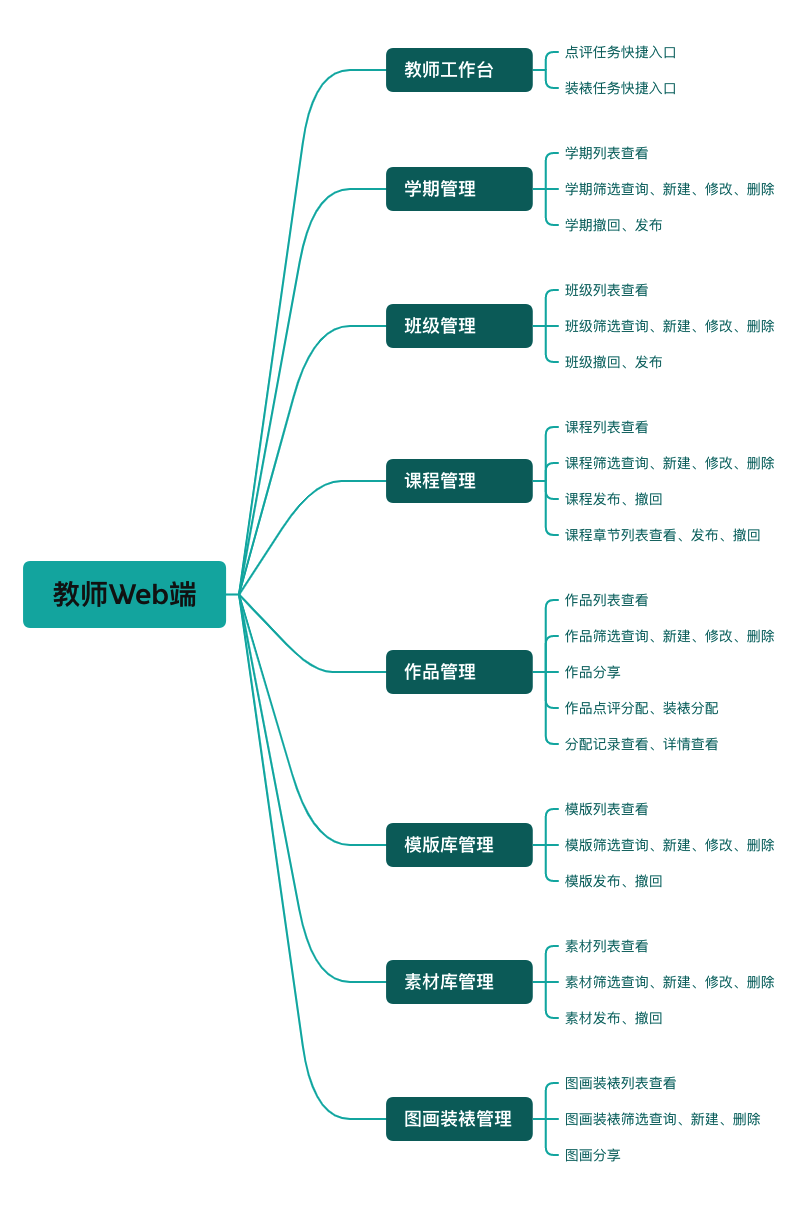 教师Web端
教师工作台
点评任务快捷入口
装裱任务快捷入口
学期管理
学期列表查看
学期筛选查询、新建、修改、删除
学期撤回、发布
班级管理
班级列表查看
班级筛选查询、新建、修改、删除
班级撤回、发布
课程管理
课程列表查看
课程筛选查询、新建、修改、删除
课程发布、撤回
课程章节列表查看、发布、撤回
作品管理
作品列表查看
作品筛选查询、新建、修改、删除
作品分享
作品点评分配、装裱分配
分配记录查看、详情查看
模版库管理
模版列表查看
模版筛选查询、新建、修改、删除
模版发布、撤回
素材库管理
素材列表查看
素材筛选查询、新建、修改、删除
素材发布、撤回
图画装裱管理
图画装裱列表查看
图画装裱筛选查询、新建、删除
图画分享